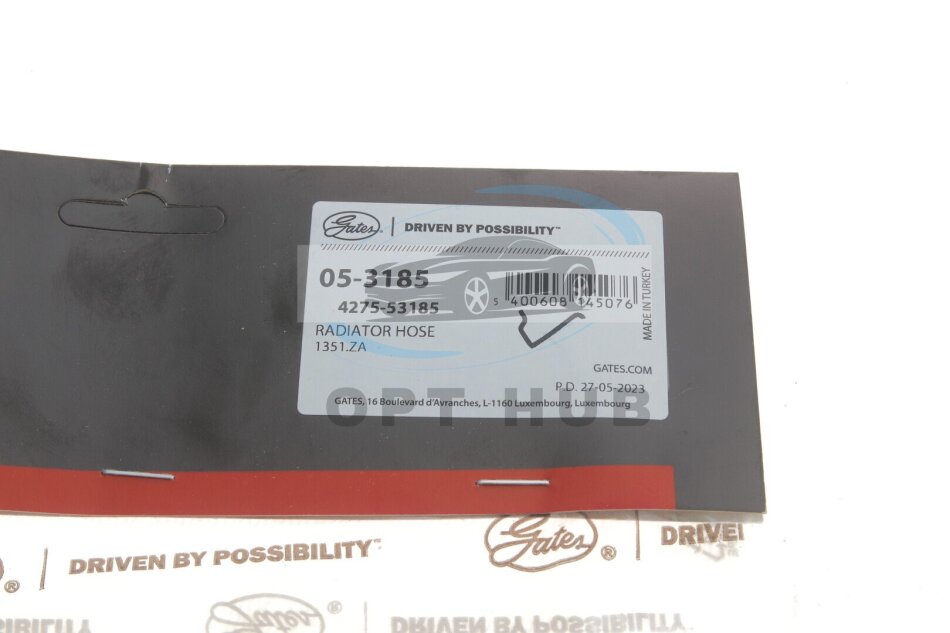 Gates® | DRIVEN BY POSSIBILITY™
05-3185
4275-53185
5 400608 145076
MADE IN TURKEY
RADIATOR HOSE
1351.ZA
GATES.COM
P.D. 27-05-2023
GATES, 16 Boulevard d'Avranches, L-1160 Luxembourg, Luxembourg
OPT HUB
® | DRIVEN BY POSSIBILITY™ Gates® | DRIVE
Gates® | DRIVEN BY POSSIBILITY